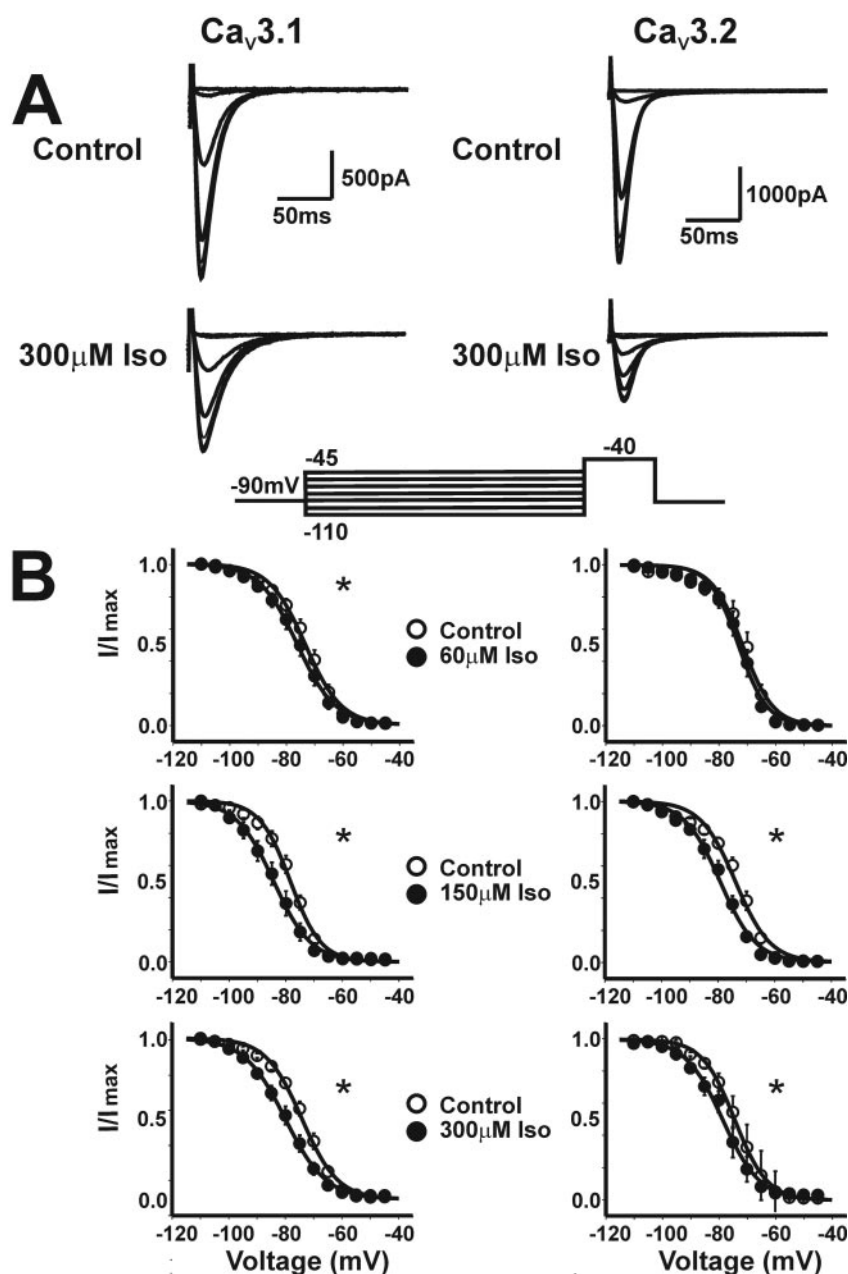 Caᵥ3.1 Caᵥ3.2
A
Control
500pA
50ms
Control
1000pA
50ms
300μM Iso
300μM Iso
-45
-40
-90mV
-110
B
I/Imax
1.0
0.5
0.0
*
Control
60μM Iso
1.0
0.5
0.0
-120 -100 -80 -60 -40
-120 -100 -80 -60 -40
I/Imax
1.0
0.5
0.0
*
Control
150μM Iso
1.0
0.5
0.0
*
-120 -100 -80 -60 -40
-120 -100 -80 -60 -40
I/Imax
1.0
0.5
0.0
*
Control
300μM Iso
1.0
0.5
0.0
*
-120 -100 -80 -60 -40
-120 -100 -80 -60 -40
Voltage (mV)
Voltage (mV)